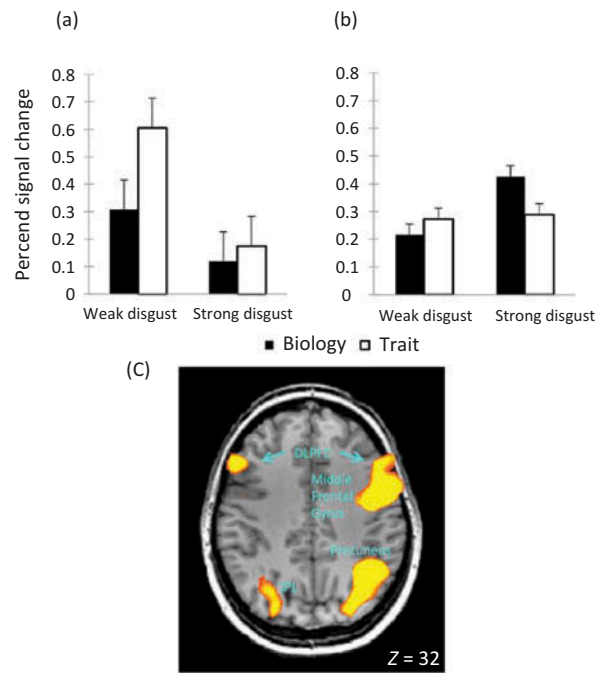 (a)
(b)
Percend signal change
0.8
0.7
0.6
0.5
0.4
0.3
0.2
0.1
0
Weak disgust
Strong disgust
0.8
0.7
0.6
0.5
0.4
0.3
0.2
0.1
0
Weak disgust
Strong disgust
Biology
Trait
(C)
DLPFC
Middle
Frontal
Gyrus
Precuneus
IPL
Z = 32